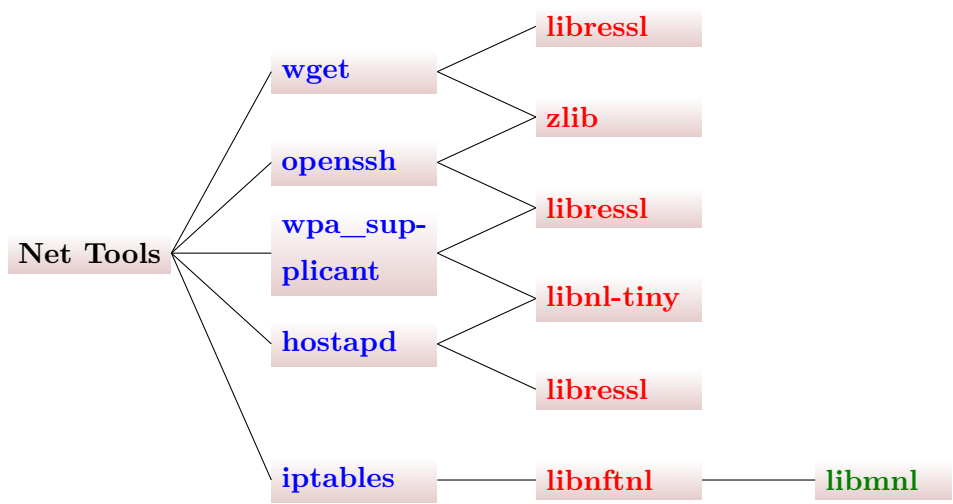 Net Tools
wget
openssh
wpa_sup-
plicant
hostapd
iptables
libressl
zlib
libressl
libnl-tiny
libressl
libnftnl
libmnl